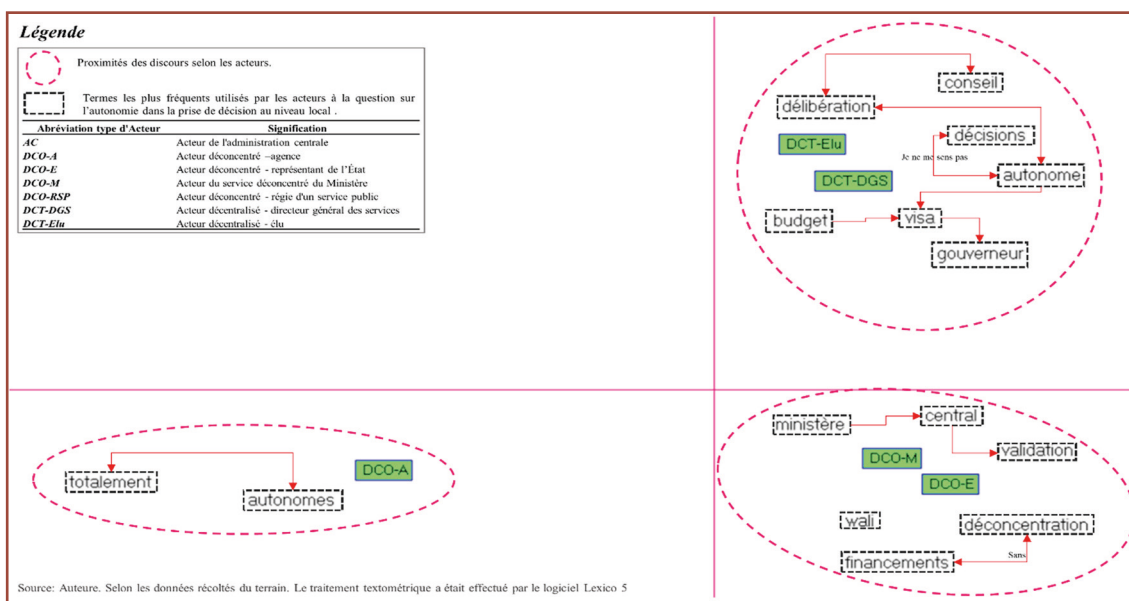 Légende
Proximités des discours selon les acteurs.
Termes les plus fréquents utilisés par les acteurs à la question sur
l'autonomie dans la prise de décision au niveau local .
Abréviation type d'Acteur Signification
AC Acteur de l'administration centrale
DCO-A Acteur déconcentré –agence
DCO-E Acteur déconcentré - représentant de l'État
DCO-M Acteur du service déconcentré du Ministère
DCO-RSP Acteur déconcentré - régie d'un service public
DCT-DGS Acteur décentralisé - directeur général des services
DCT-Elu Acteur décentralisé - élu
conseil
délibération
décisions
DCT-Elu
Je ne me sens pas
autonome
DCT-DGS
budget
visa
gouverneur
totalement
autonomes
DCO-A
ministère
central
validation
DCO-M
DCO-E
wali
déconcentration
Sans
financements
Source: Auteure. Selon les données récoltés du terrain. Le traitement textométrique a était effectué par le logiciel Lexico 5